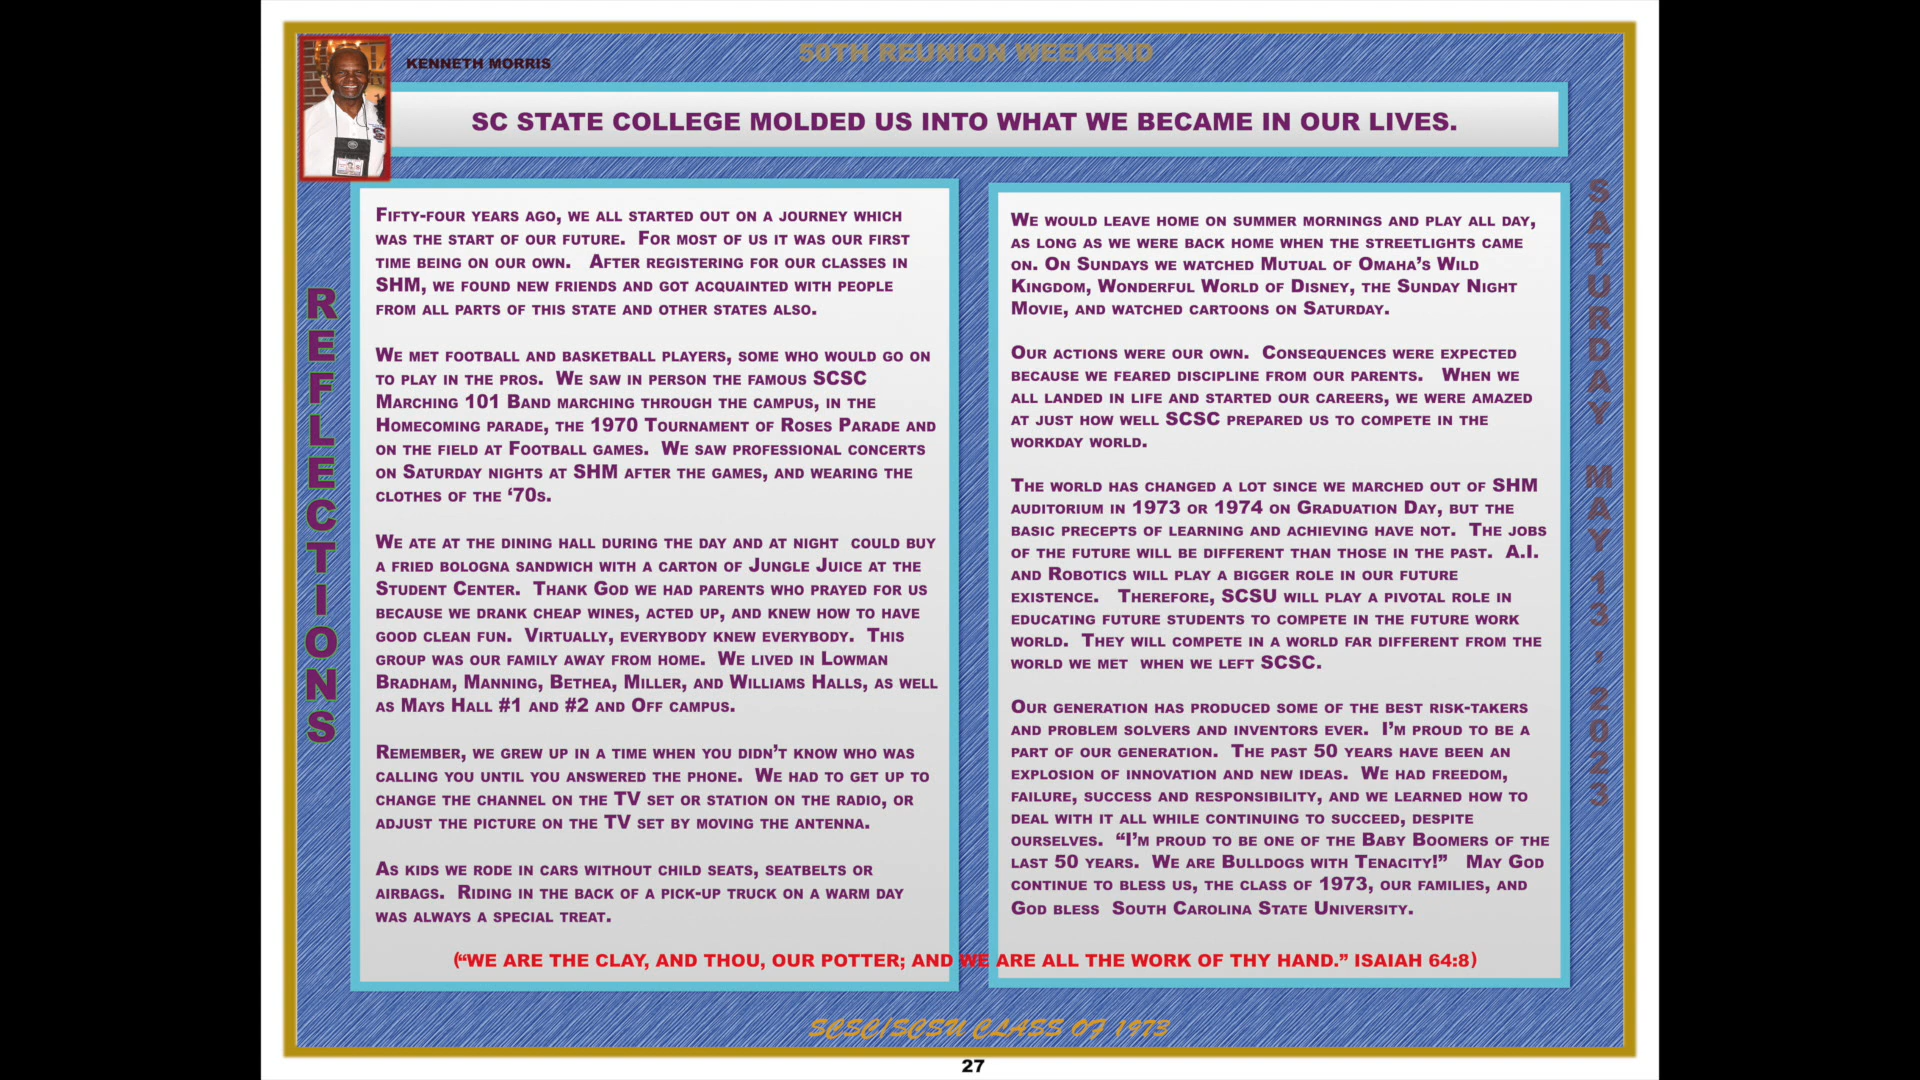 50TH REUNION WEEKEND
KENNETH MORRIS
SC STATE COLLEGE MOLDED US INTO WHAT WE BECAME IN OUR LIVES.
REFLECTIONS
Fifty-four years ago, we all started out on a journey which
was the start of our future. For most of us it was our first
time being on our own. After registering for our classes in
SHM, we found new friends and got acquainted with people
from all parts of this state and other states also.
We met football and basketball players, some who would go on
to play in the pros. We saw in person the famous SCSC
Marching 101 Band marching through the campus, in the
Homecoming parade, the 1970 Tournament of Roses Parade and
on the field at Football games. We saw professional concerts
on Saturday nights at SHM after the games, and wearing the
clothes of the ‘70s.
We ate at the dining hall during the day and at night could buy
a fried bologna sandwich with a carton of Jungle Juice at the
Student Center. Thank God we had parents who prayed for us
because we drank cheap wines, acted up, and knew how to have
good clean fun. Virtually, everybody knew everybody. This
group was our family away from home. We lived in Lowman
Bradham, Manning, Bethea, Miller, and Williams Halls, as well
as Mays Hall #1 and #2 and Off campus.
Remember, we grew up in a time when you didn’t know who was
calling you until you answered the phone. We had to get up to
change the channel on the TV set or station on the radio, or
adjust the picture on the TV set by moving the antenna.
As kids we rode in cars without child seats, seatbelts or
airbags. Riding in the back of a pick-up truck on a warm day
was always a special treat.
We would leave home on summer mornings and play all day,
as long as we were back home when the streetlights came
on. On Sundays we watched Mutual of Omaha’s Wild
Kingdom, Wonderful World of Disney, the Sunday Night
Movie, and watched cartoons on Saturday.
Our actions were our own. Consequences were expected
because we feared discipline from our parents. When we
all landed in life and started our careers, we were amazed
at just how well SCSC prepared us to compete in the
workday world.
The world has changed a lot since we marched out of SHM
auditorium in 1973 or 1974 on Graduation Day, but the
basic precepts of learning and achieving have not. The jobs
of the future will be different than those in the past. A.I.
and Robotics will play a bigger role in our future
existence. Therefore, SCSU will play a pivotal role in
educating future students to compete in the future work
world. They will compete in a world far different from the
world we met when we left SCSC.
Our generation has produced some of the best risk-takers
and problem solvers and inventors ever. I’m proud to be a
part of our generation. The past 50 years have been an
explosion of innovation and new ideas. We had freedom,
failure, success and responsibility, and we learned how to
deal with it all while continuing to succeed, despite
ourselves. “I’m proud to be one of the Baby Boomers of the
last 50 years. We are Bulldogs with Tenacity!” May God
continue to bless us, the class of 1973, our families, and
God bless South Carolina State University.
SATURDAY MAY 13, 2023
(“WE ARE THE CLAY, AND THOU, OUR POTTER; AND WE ARE ALL THE WORK OF THY HAND.” ISAIAH 64:8)
SCSC/SCSU CLASS OF 1973
27